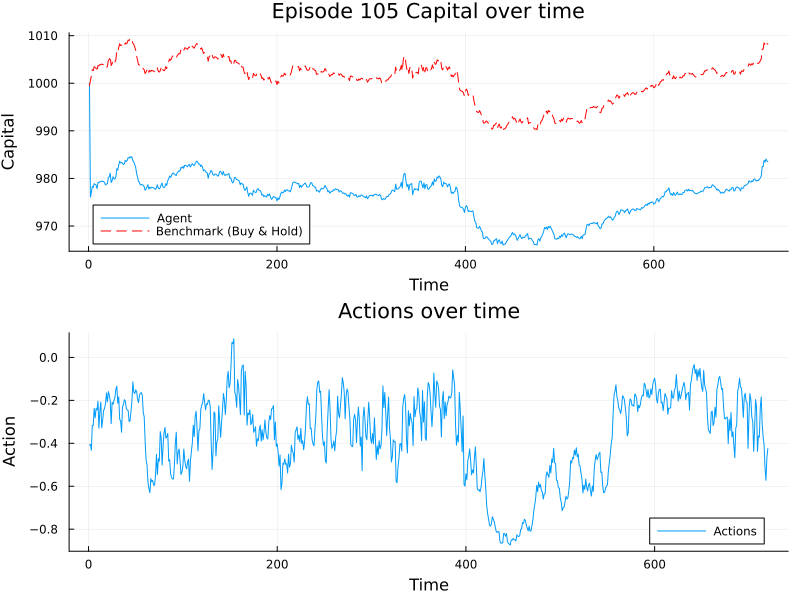 Episode 105 Capital over time
1010
1000
990
980
970
Capital
Agent
Benchmark (Buy & Hold)
0
200
400
600
Time
Actions over time
0.0
−0.2
−0.4
−0.6
−0.8
Action
Actions
0
200
400
600
Time